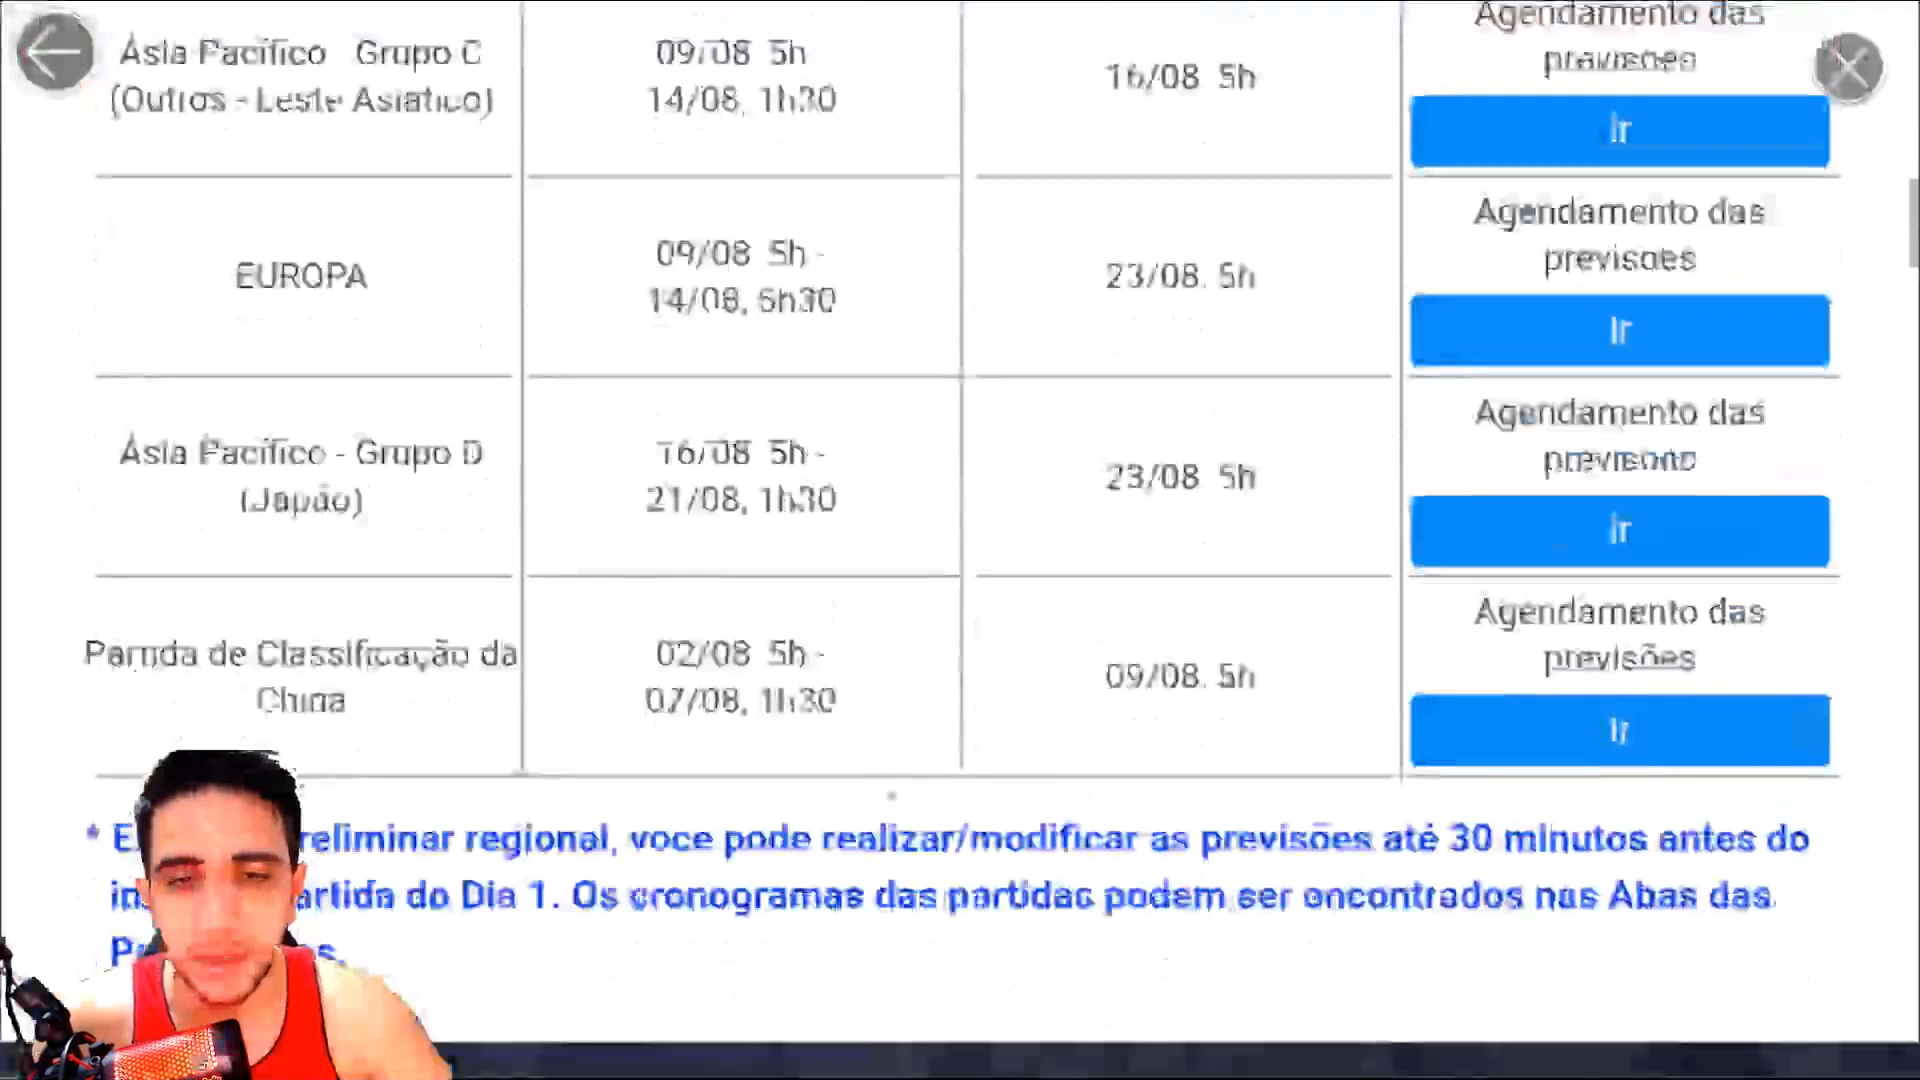 Ásia Pacífico Grupo C
(Outros - Leste Asiático)
09/08 5h
14/08, 1h30
16/08 5h
Agendamento das
previsões
Ir
EUROPA
09/08 5h -
14/08, 5h30
23/08. 5h
Agendamento das
previsões
Ir
Ásia Pacífico - Grupo D
(Japão)
16/08 5h -
21/08, 1h30
23/08 5h
Agendamento das
previsões
Ir
Partida de Classificação da
China
02/08 5h -
07/08, 1h30
09/08. 5h
Agendamento das
previsões
Ir
* regional, voce pode realizar/modificar as previsões até 30 minutos antes do
do Dia 1. Os cronogramas das partidas podem ser encontrados nas Abas das